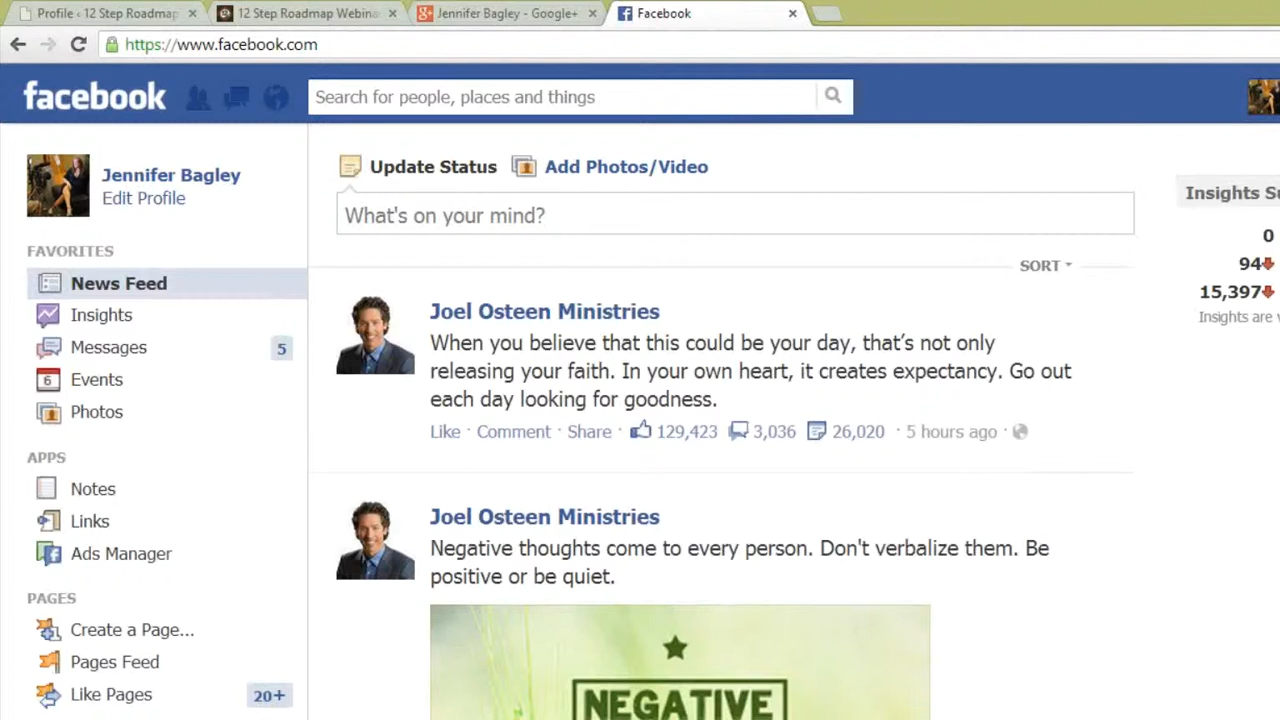 Profile ‹ 12 Step Roadmap
12 Step Roadmap Webina
Jennifer Bagley - Google+
Facebook
https://www.facebook.com
facebook
Search for people, places and things
Jennifer Bagley
Edit Profile
FAVORITES
News Feed
Insights
Messages 5
6 Events
Photos
APPS
Notes
Links
Ads Manager
PAGES
Create a Page...
Pages Feed
Like Pages 20+
Update Status
Add Photos/Video
What's on your mind?
SORT
Joel Osteen Ministries
When you believe that this could be your day, that’s not only
releasing your faith. In your own heart, it creates expectancy. Go out
each day looking for goodness.
Like · Comment · Share · 129,423 3,036 26,020 · 5 hours ago ·
Joel Osteen Ministries
Negative thoughts come to every person. Don't verbalize them. Be
positive or be quiet.
NEGATIVE
Insights Su
0
94
15,397
Insights are v